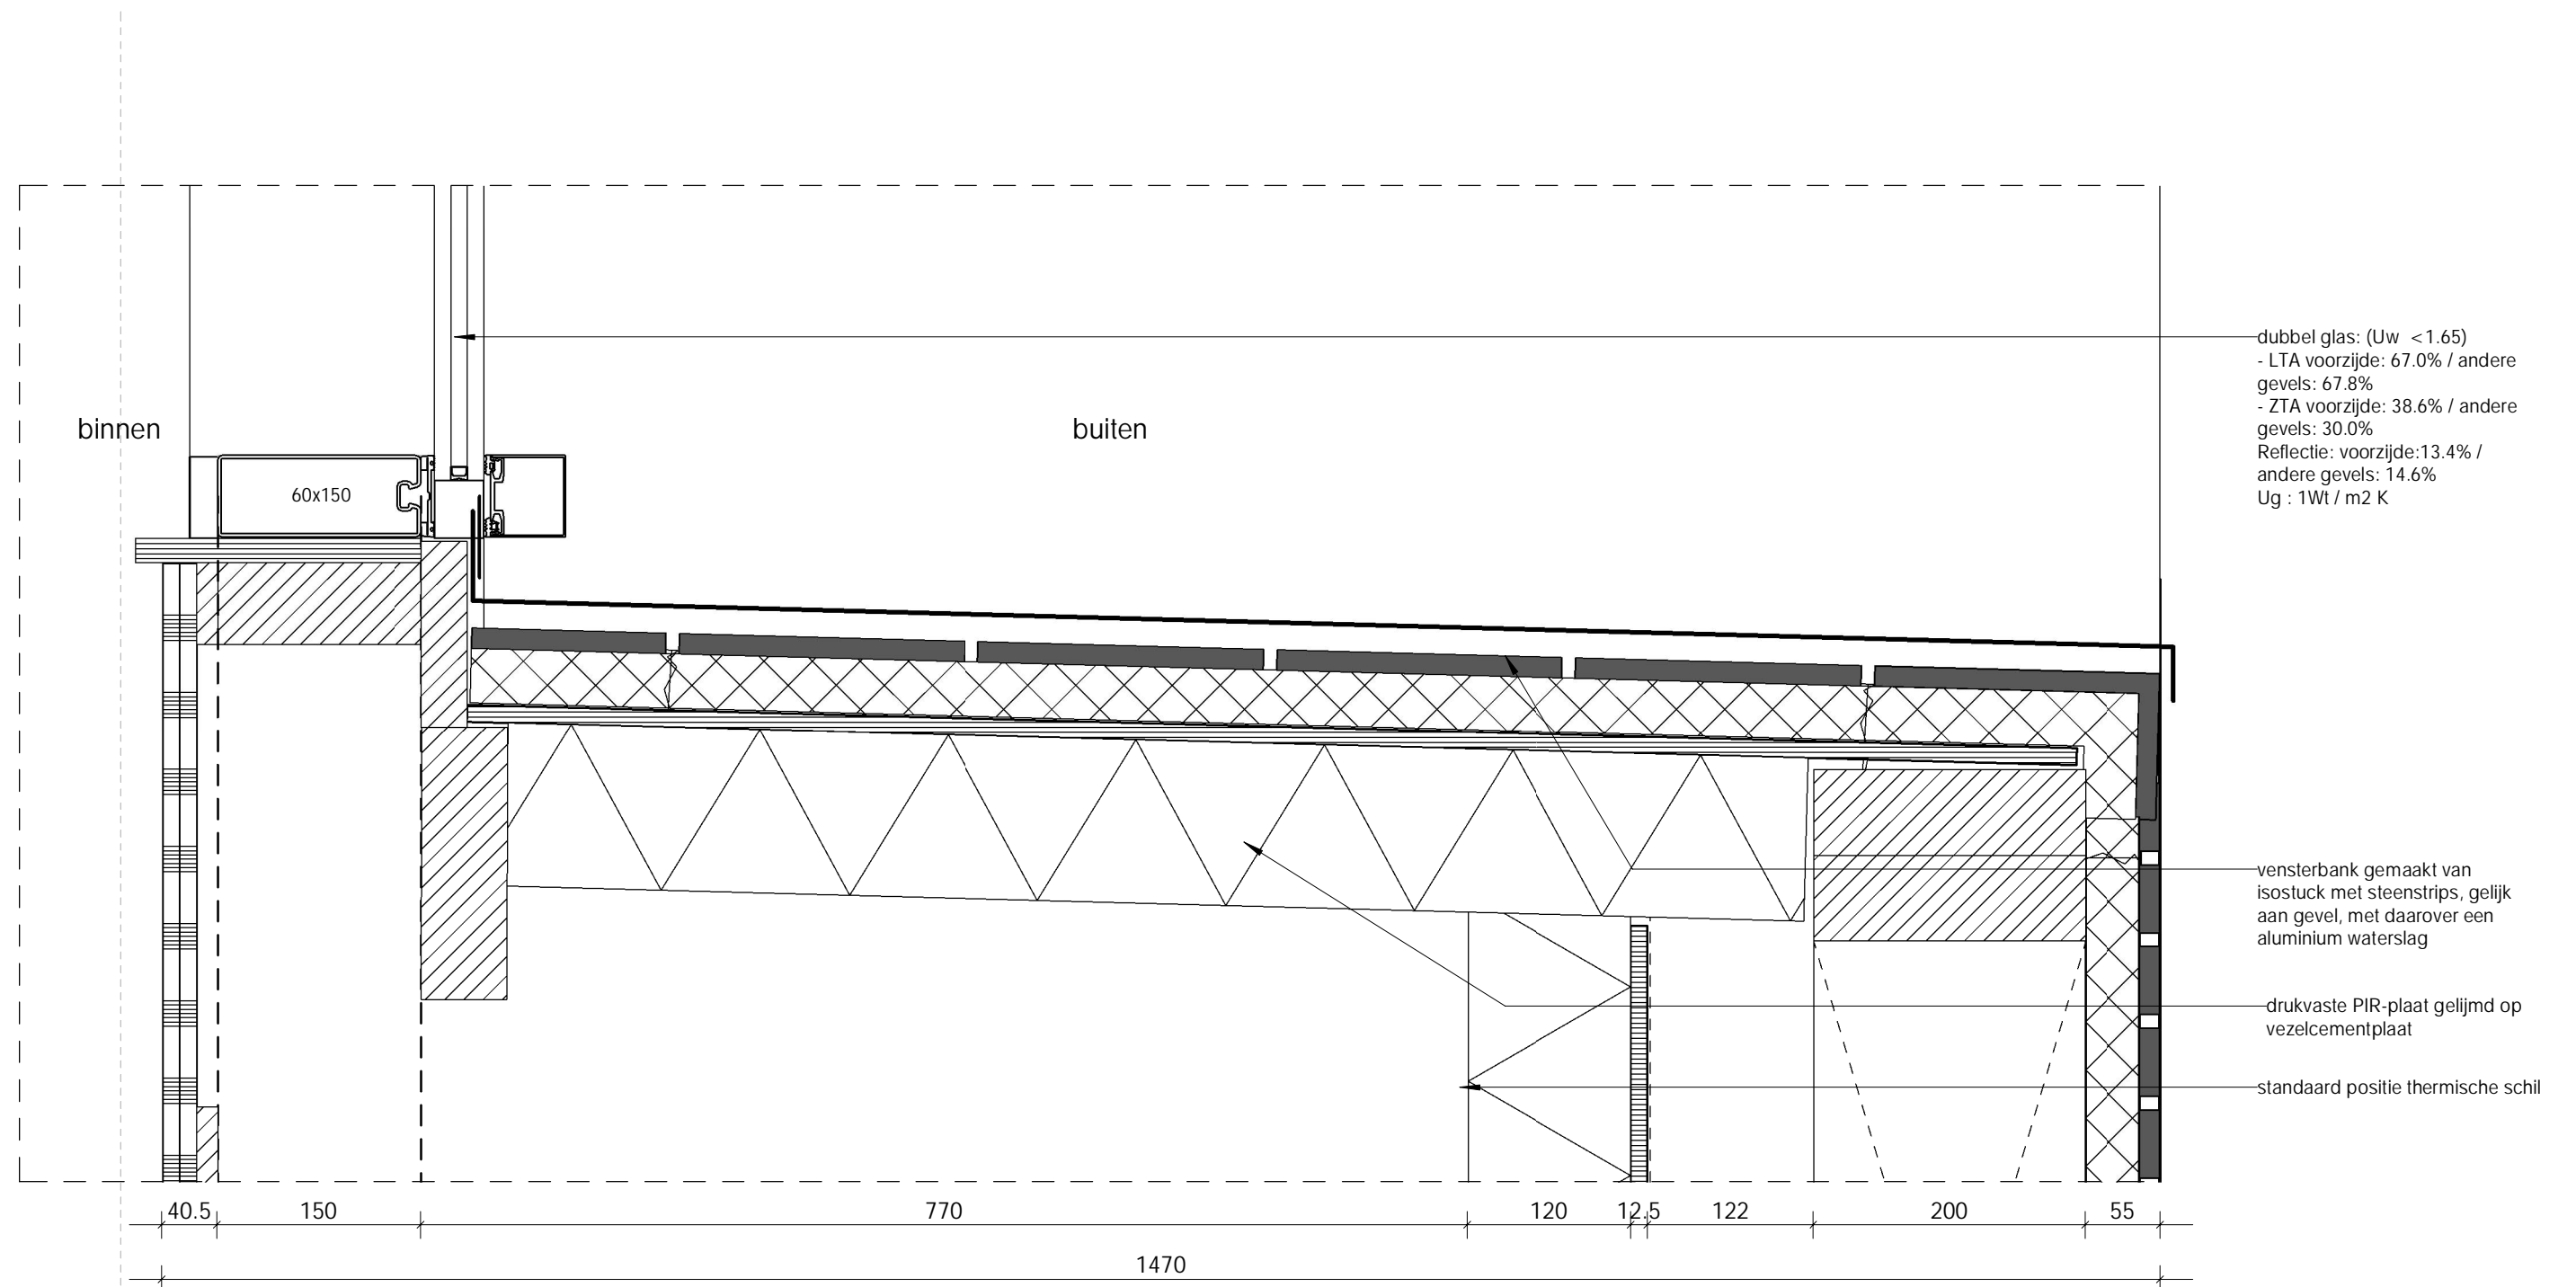 dubbel glas: (Uw <1.65)
- LTA voorzijde: 67.0% / andere
gevels: 67.8%
- ZTA voorzijde: 38.6% / andere
gevels: 30.0%
Reflectie: voorzijde:13.4% /
andere gevels: 14.6%
Ug : 1Wt / m2 K
binnen
buiten
60x150
vensterbank gemaakt van
isostuck met steenstrips, gelijk
aan gevel, met daarover een
aluminium waterslag
drukvaste PIR-plaat gelijmd op
vezelcementplaat
standaard positie thermische schil
40.5 150 770 120 12.5 122 200 55
1470